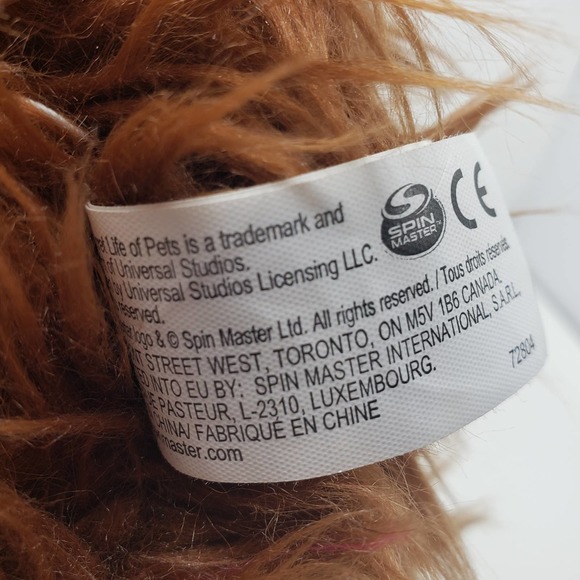 Life of Pets is a trademark and
of Universal Studios.
by Universal Studios Licensing LLC.
reserved.
logo & © Spin Master Ltd. All rights reserved. / Tous droits réservés.
STREET WEST, TORONTO, ON M5V 1B6 CANADA.
INTO EU BY: SPIN MASTER INTERNATIONAL, S.A.R.L.,
PASTEUR, L-2310, LUXEMBOURG.
CHINA/ FABRIQUÉ EN CHINE
master.com
SPIN
MASTER
CE
72804